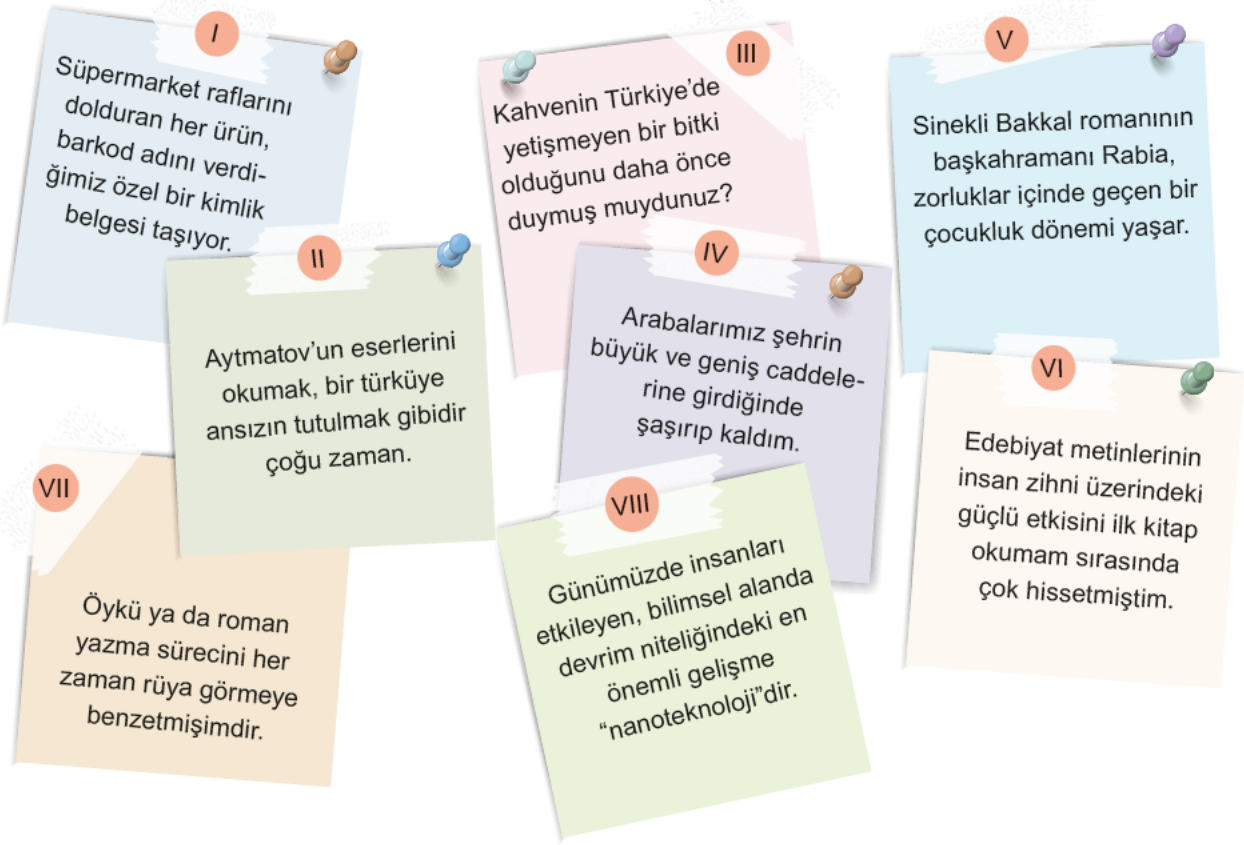 I
Süpermarket raflarını
dolduran her ürün,
barkod adını verdi-
ğimiz özel bir kimlik
belgesi taşıyor.
II
Aytmatov’un eserlerini
okumak, bir türküye
ansızın tutulmak gibidir
çoğu zaman.
III
Kahvenin Türkiye’de
yetişmeyen bir bitki
olduğunu daha önce
duymuş muydunuz?
IV
Arabalarımız şehrin
büyük ve geniş caddele-
rine girdiğinde
şaşırıp kaldım.
V
Sinekli Bakkal romanının
başkahramanı Rabia,
zorluklar içinde geçen bir
çocukluk dönemi yaşar.
VI
Edebiyat metinlerinin
insan zihni üzerindeki
güçlü etkisini ilk kitap
okumam sırasında
çok hissetmiştim.
VII
Öykü ya da roman
yazma sürecini her
zaman rüya görmeye
benzetmişimdir.
VIII
Günümüzde insanları
etkileyen, bilimsel alanda
devrim niteliğindeki en
önemli gelişme
“nanoteknoloji”dir.